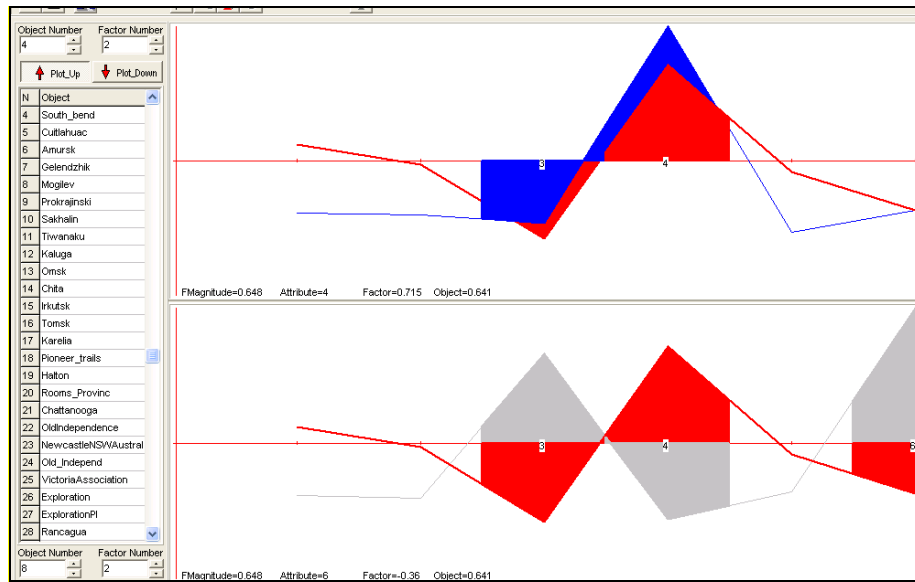 Object Number Factor Number
4 2
Plot_Up Plot_Down
N Object
4 South_bend
5 Cuitlahuac
6 Amursk
7 Gelendzhik
8 Mogilev
9 Prokrajinski
10 Sakhalin
11 Tiwanaku
12 Kaluga
13 Omsk
14 Chita
15 Irkutsk
16 Tomsk
17 Karelia
18 Pioneer_trails
19 Halton
20 Rooms_Provinc
21 Chattanooga
22 OldIndependence
23 NewcastleNSWAustral
24 Old_Independ
25 VictoriaAssociation
26 Exploration
27 ExplorationPl
28 Rancagua
Object Number Factor Number
8 2
3 4
FMagnitude=0.648 Attribute=4 Factor=0.715 Object=0.641
3 4 6
FMagnitude=0.648 Attribute=6 Factor=-0.36 Object=0.641